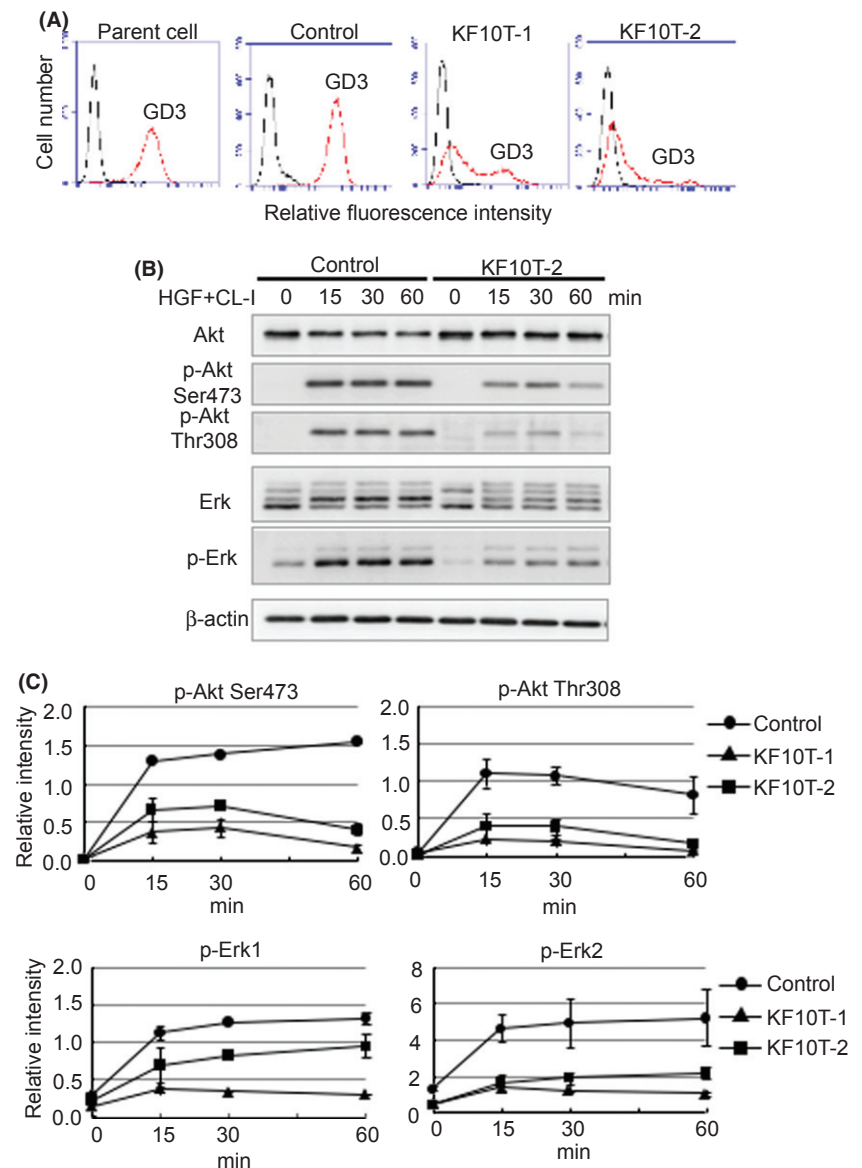 (A)
Parent cell Control KF10T-1 KF10T-2
Cell number
GD3 GD3 GD3 GD3
Relative fluorescence intensity
(B)
Control KF10T-2
HGF+CL-I 0 15 30 60 0 15 30 60 min
Akt
p-Akt
Ser473
p-Akt
Thr308
Erk
p-Erk
β-actin
(C)
p-Akt Ser473 p-Akt Thr308
Relative intensity
2.0 2.0
1.5 1.5
1.0 1.0
0.5 0.5
0.0 0.0
0 15 30 60 0 15 30 60
min min
Control
KF10T-1
KF10T-2
p-Erk1 p-Erk2
Relative intensity
2.0 8
1.5 6
1.0 4
0.5 2
0.0 0
0 15 30 60 0 15 30 60
min min
Control
KF10T-1
KF10T-2